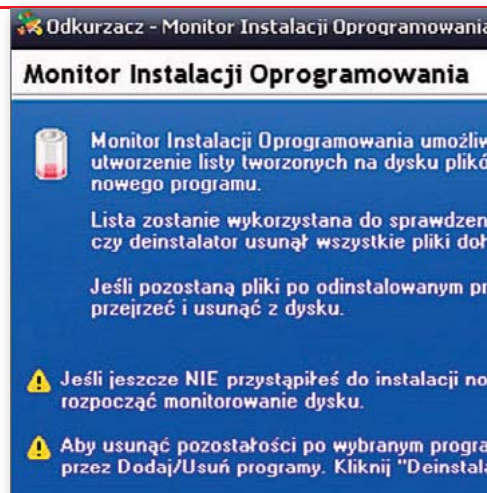 Odkurzacz - Monitor Instalacji Oprogramowania
Monitor Instalacji Oprogramowania
Monitor Instalacji Oprogramowania umożliw
utworzenie listy tworzonych na dysku plikó
nowego programu.
Lista zostanie wykorzystana do sprawdzen
czy deinstalator usunął wszystkie pliki doł
Jeśli pozostaną pliki po odinstalowanym pr
przejrzeć i usunąć z dysku.
Jeśli jeszcze NIE przystąpiłeś do instalacji no
rozpocząć monitorowanie dysku.
Aby usunąć pozostałości po wybranym progra
przez Dodaj/Usuń programy. Kliknij "Deinstala